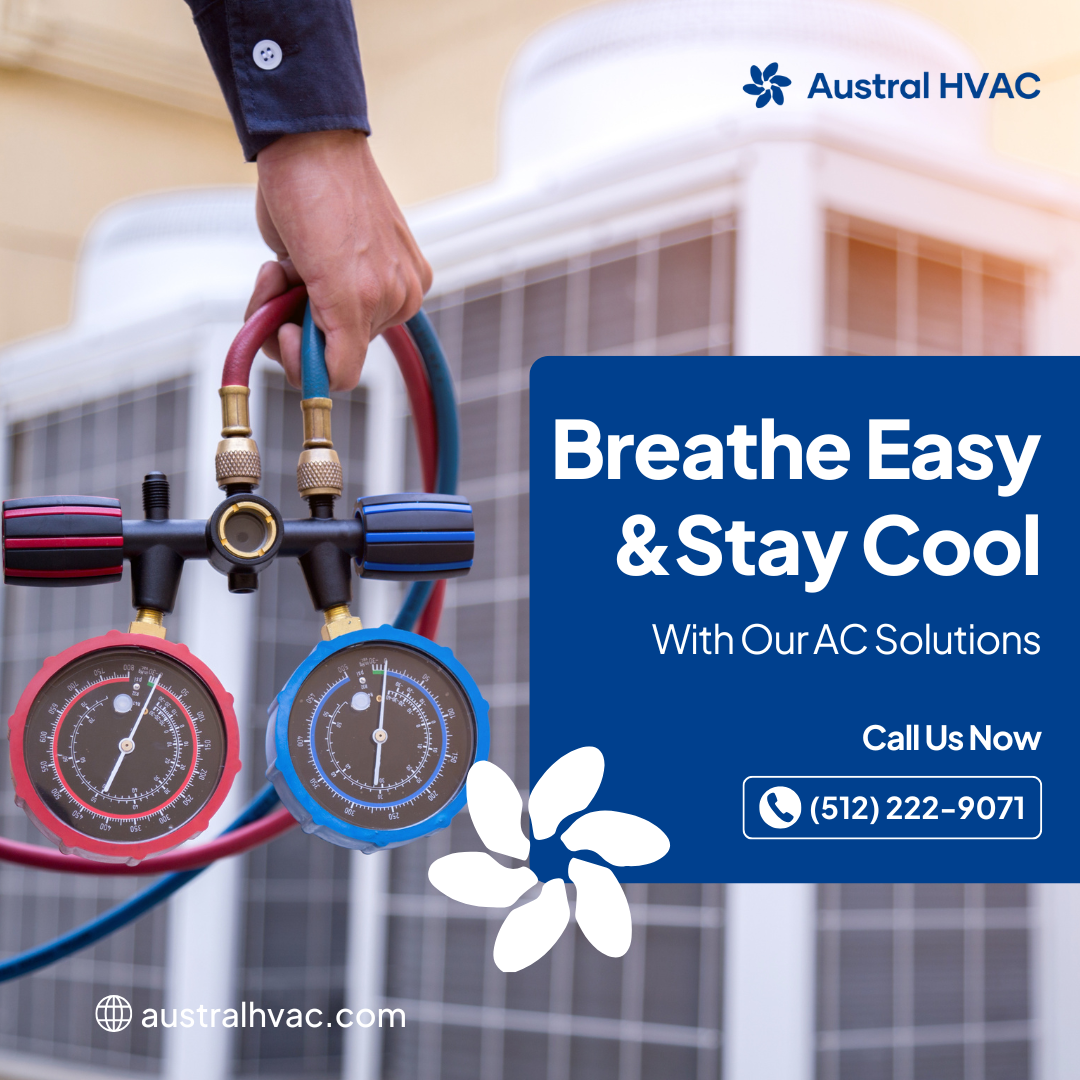 Austral HVAC
Breathe Easy
& Stay Cool
With Our AC Solutions
Call Us Now
(512) 222-9071
australhvac.com